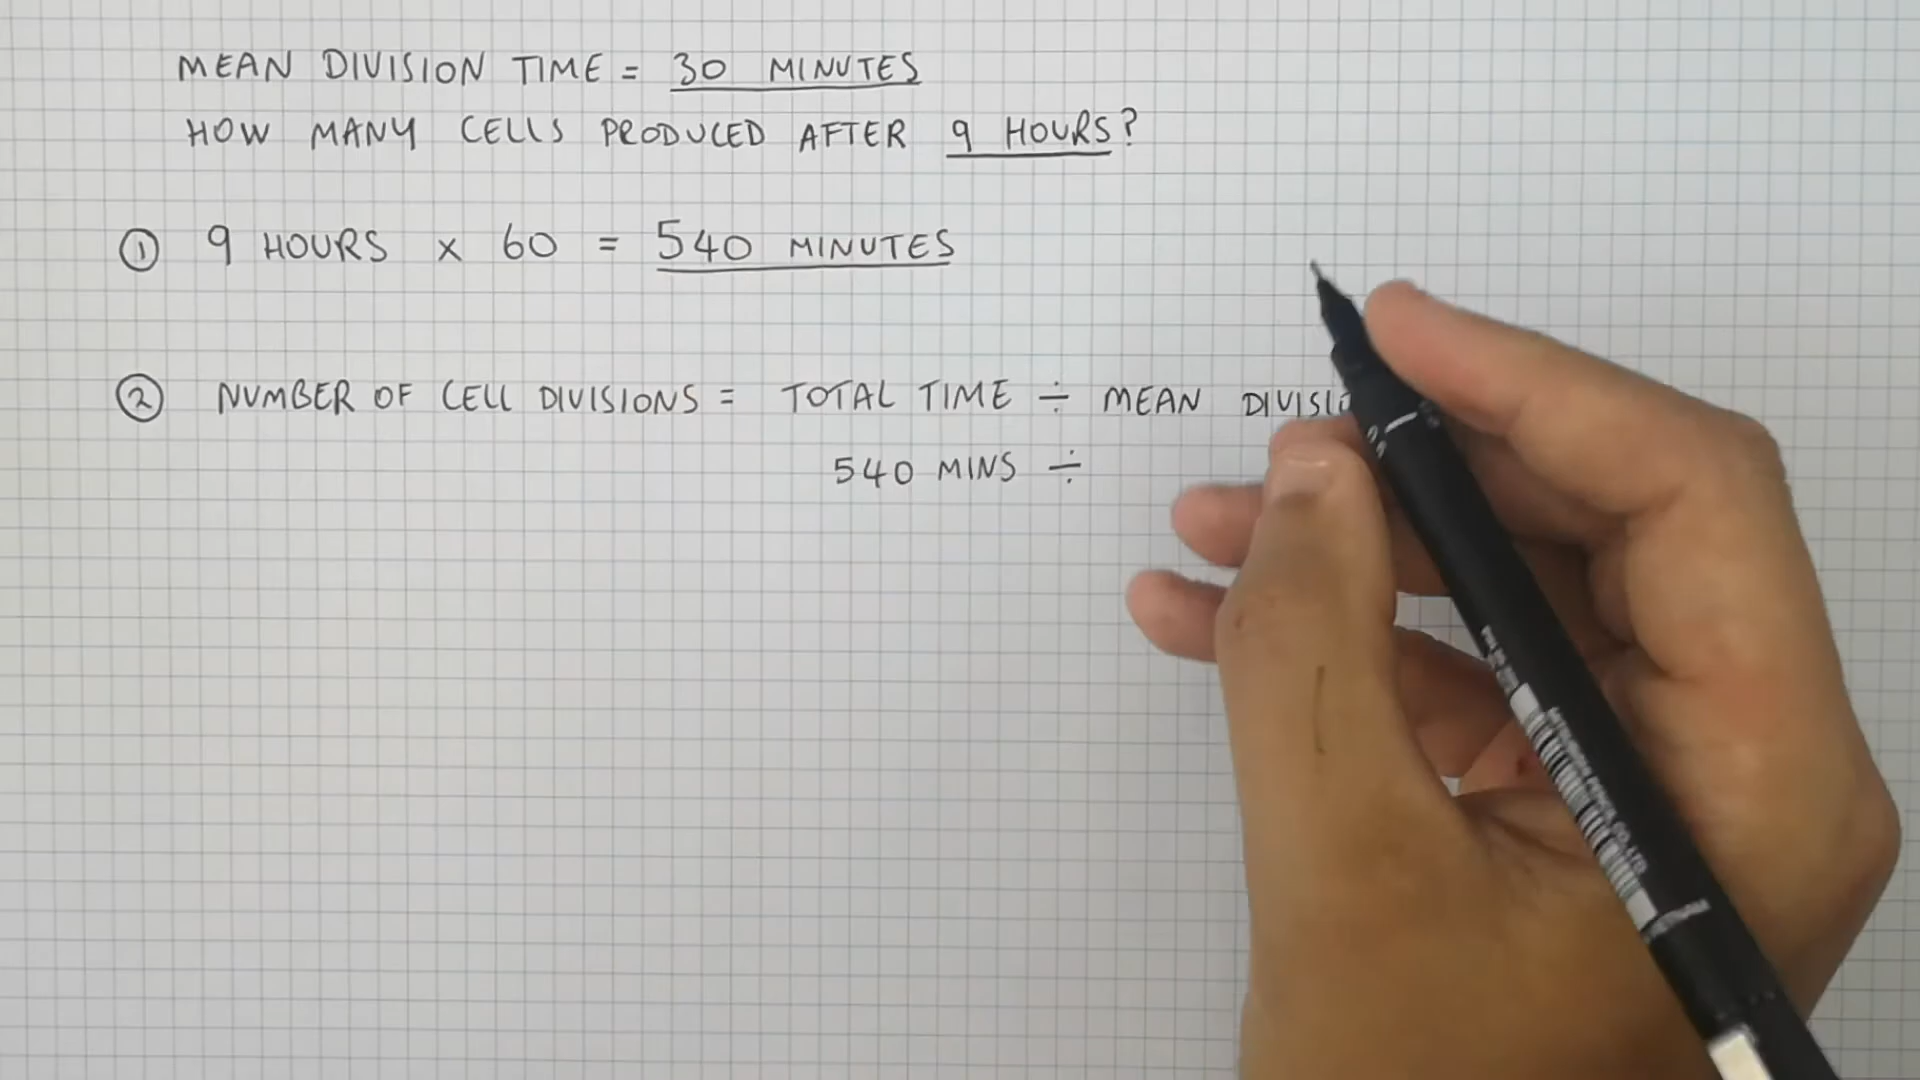 MEAN DIVISION TIME = 30 MINUTES
HOW MANY CELLS PRODUCED AFTER 9 HOURS?
① 9 HOURS × 60 = 540 MINUTES
② NUMBER OF CELL DIVISIONS = TOTAL TIME ÷ MEAN
540 MINS ÷